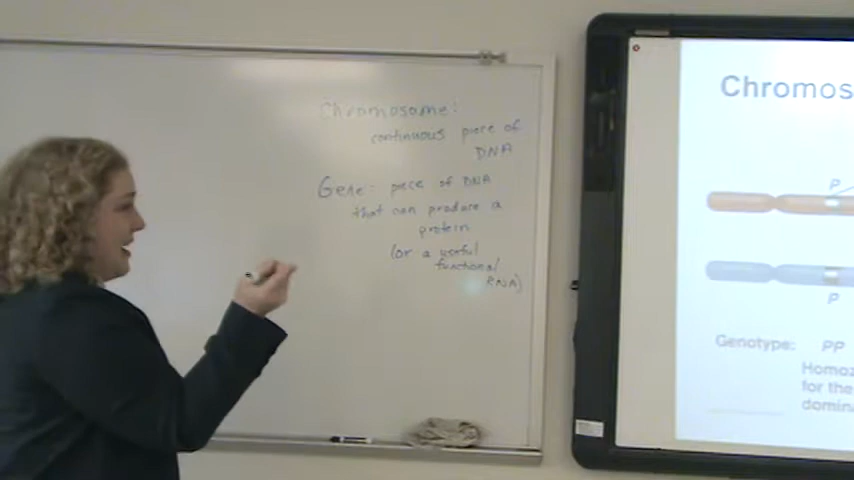 Chromosome:
continuous piece of
DNA
Gene: piece of DNA
that can produce a
protein
(or a useful
functional
RNA)
Chromos
P
P
Genotype: PP
Homoz
for the
domin